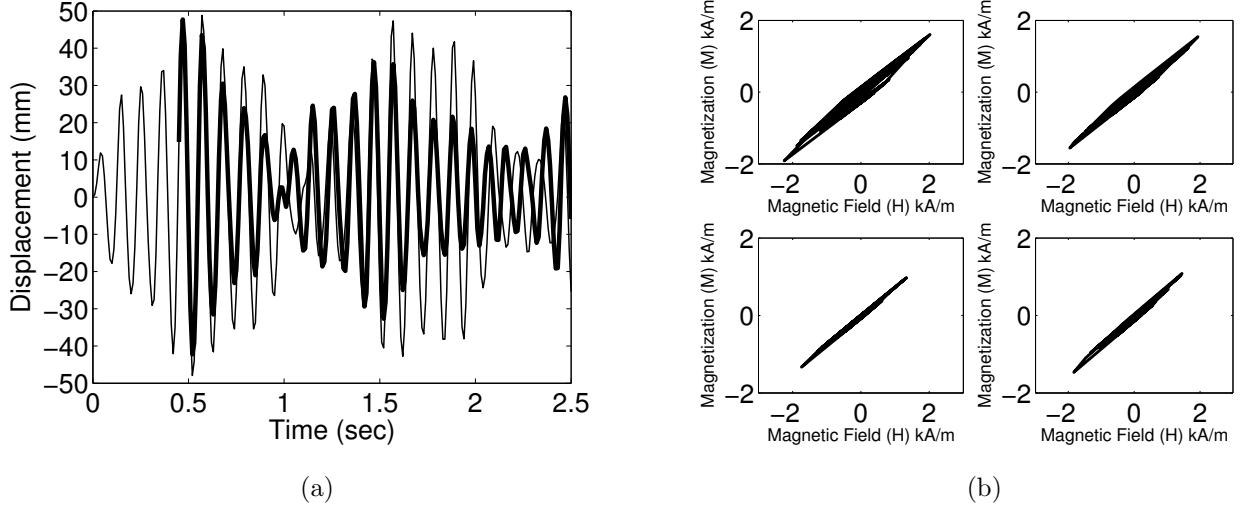 50
40
30
20
10
0
−10
−20
−30
−40
−50
Displacement (mm)
0 0.5 1 1.5 2 2.5
Time (sec)
(a)
Magnetization (M) kA/m
2
0
−2
−2 0 2
Magnetic Field (H) kA/m
Magnetization (M) kA/m
2
0
−2
−2 0 2
Magnetic Field (H) kA/m
Magnetization (M) kA/m
2
0
−2
−2 0 2
Magnetic Field (H) kA/m
Magnetization (M) kA/m
2
0
−2
−2 0 2
Magnetic Field (H) kA/m
(b)